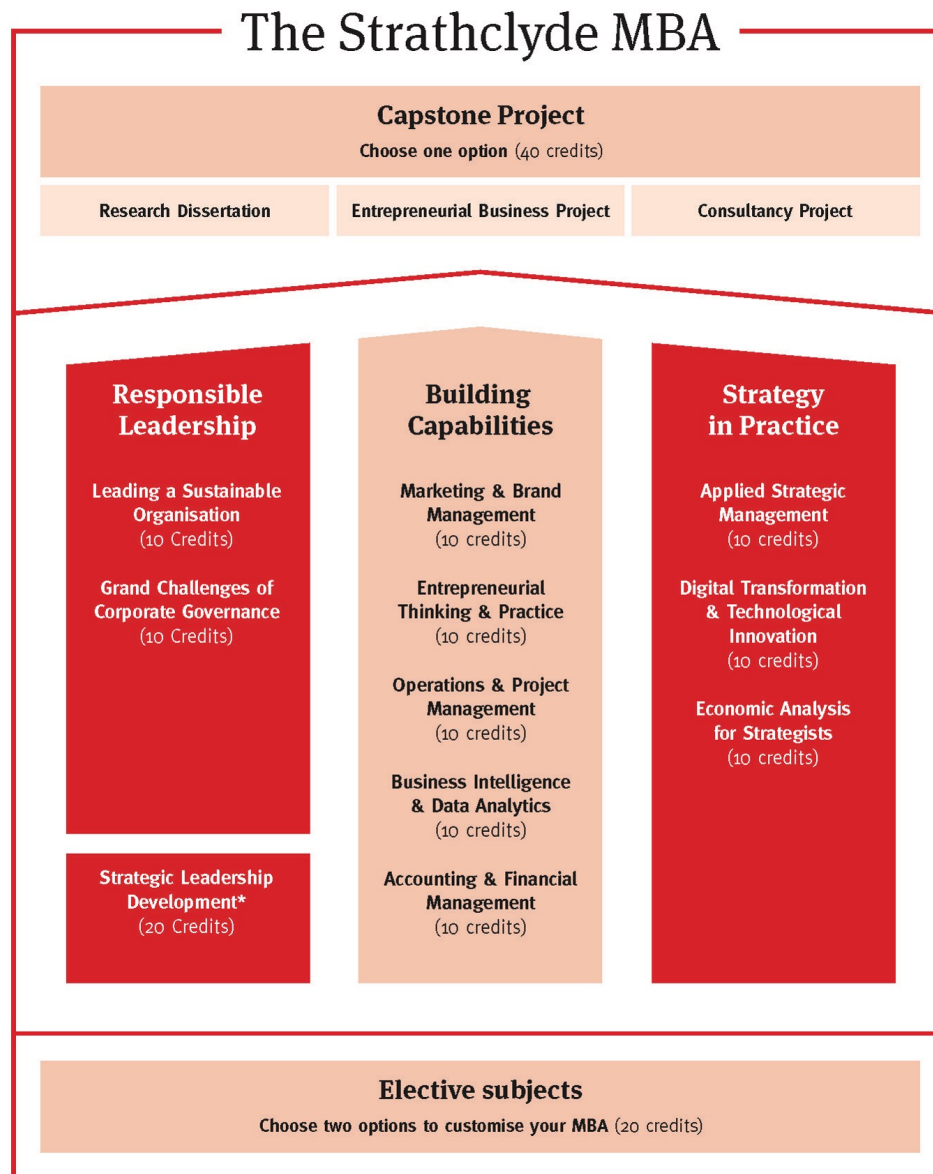 The Strathclyde MBA
Capstone Project
Choose one option (40 credits)
Research Dissertation
Entrepreneurial Business Project
Consultancy Project
Responsible
Leadership
Leading a Sustainable
Organisation
(10 Credits)
Grand Challenges of
Corporate Governance
(10 Credits)
Strategic Leadership
Development*
(20 Credits)
Building
Capabilities
Marketing & Brand
Management
(10 credits)
Entrepreneurial
Thinking & Practice
(10 credits)
Operations & Project
Management
(10 credits)
Business Intelligence
& Data Analytics
(10 credits)
Accounting & Financial
Management
(10 credits)
Strategy
in Practice
Applied Strategic
Management
(10 credits)
Digital Transformation
& Technological
Innovation
(10 credits)
Economic Analysis
for Strategists
(10 credits)
Elective subjects
Choose two options to customise your MBA (20 credits)